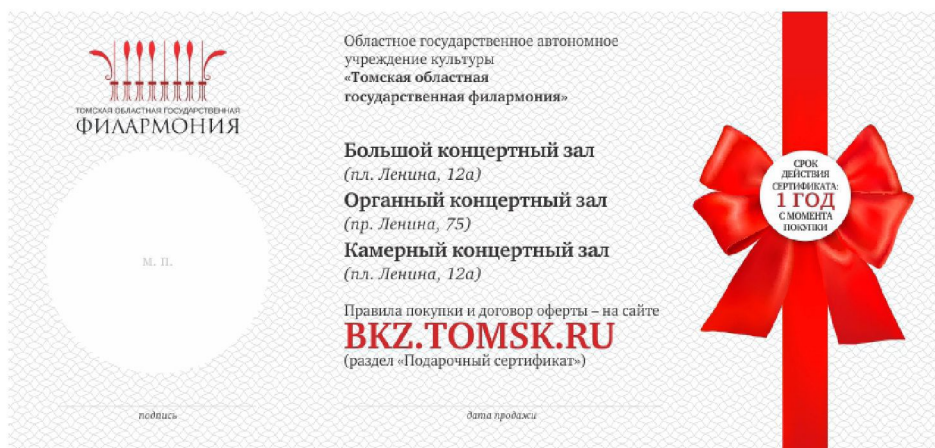 ТОМСКАЯ ОБЛАСТНАЯ ГОСУДАРСТВЕННАЯ
ФИЛАРМОНИЯ
М. П.
подпись
Областное государственное автономное
учреждение культуры
«Томская областная
государственная филармония»
Большой концертный зал
(пл. Ленина, 12а)
Органный концертный зал
(пр. Ленина, 75)
Камерный концертный зал
(пл. Ленина, 12а)
Правила покупки и договор оферты – на сайте
BKZ.TOMSK.RU
(раздел «Подарочный сертификат»)
дата продажи
СРОК
ДЕЙСТВИЯ
СЕРТИФИКАТА:
1 ГОД
С МОМЕНТА
ПОКУПКИ